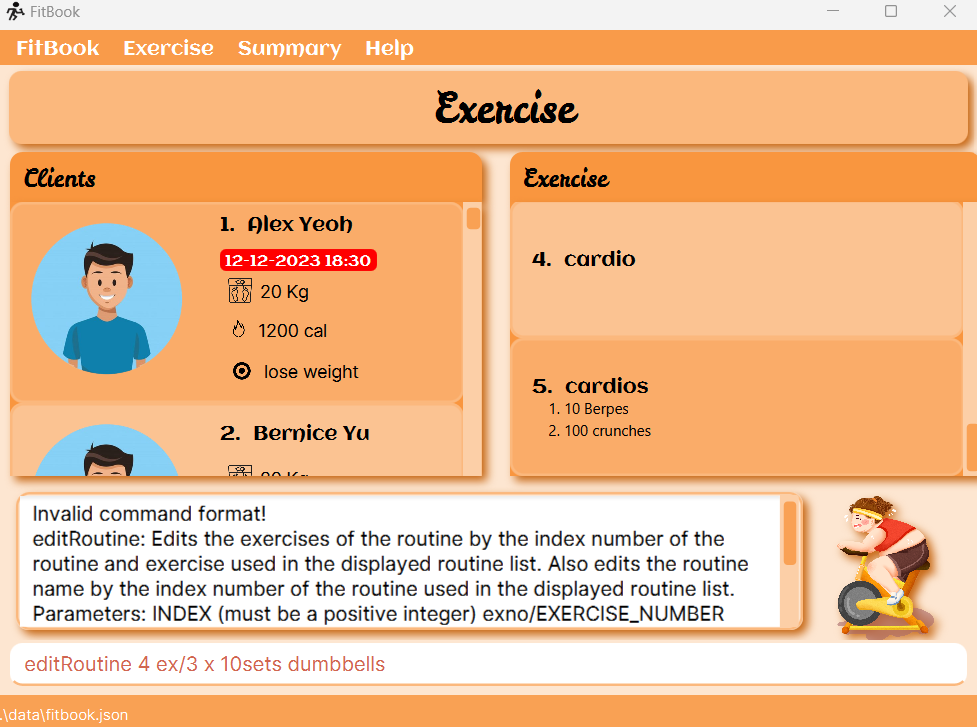 FitBook
FitBook Exercise Summary Help
Exercise
Clients
1. Alex Yeoh
12-12-2023 18:30
20 Kg
1200 cal
lose weight
2. Bernice Yu
Exercise
4. cardio
5. cardios
1. 10 Berpes
2. 100 crunches
Invalid command format!
editRoutine: Edits the exercises of the routine by the index number of the
routine and exercise used in the displayed routine list. Also edits the routine
name by the index number of the routine used in the displayed routine list.
Parameters: INDEX (must be a positive integer) exno/EXERCISE_NUMBER
editRoutine 4 ex/3 x 10sets dumbbells
.\data\fitbook.json